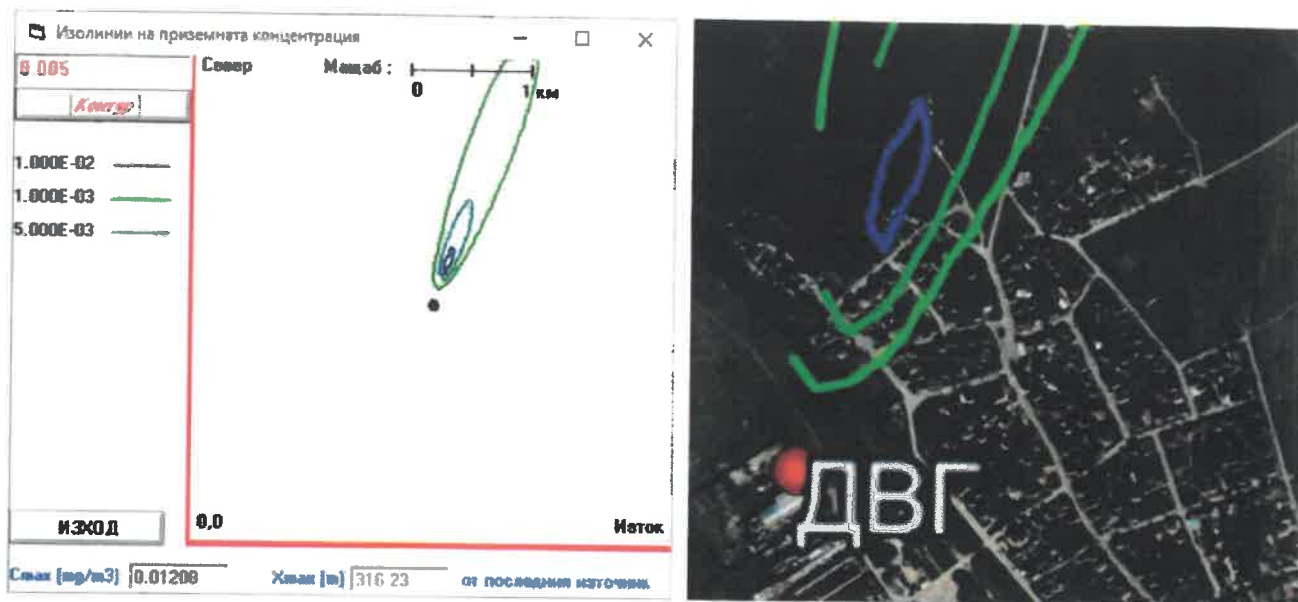 Изолинии на приземната концентрация
0.005
Север Мащаб :
0 1 км
Контур
1.000E-02
1.000E-03
5.000E-03
ИЗХОД
0,0
Изток
Cmax [mg/m3] 0.01208
Xmax [m] 316.23
от последния източник
ДВГ